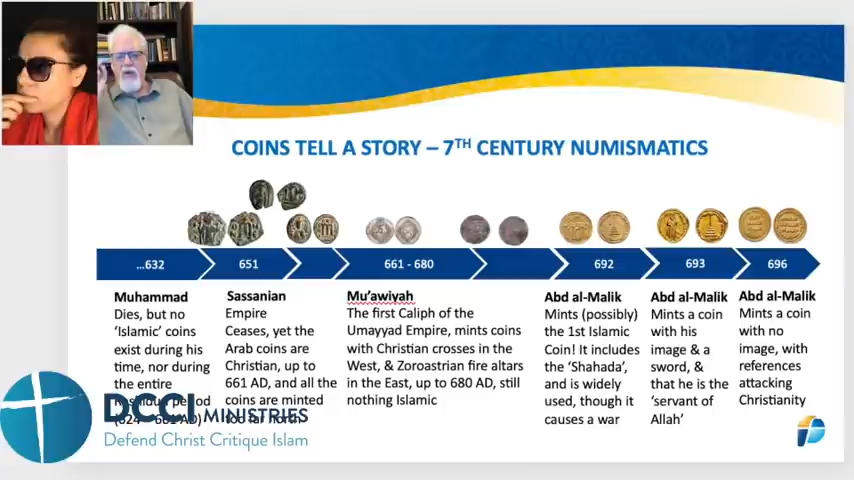 COINS TELL A STORY – 7TH CENTURY NUMISMATICS
...632
651
661 - 680
692
693
696
Muhammad
Dies, but no
‘Islamic’ coins
exist during his
time, nor during
the entire
period
Sassanian
Empire
Ceases, yet the
Arab coins are
Christian, up to
661 AD, and all the
coins are minted
too far north
Mu’awiyah
The first Caliph of the
Umayyad Empire, mints coins
with Christian crosses in the
West, & Zoroastrian fire altars
in the East, up to 680 AD, still
nothing Islamic
Abd al-Malik
Mints (possibly)
the 1st Islamic
Coin! It includes
the ‘Shahada’,
and is widely
used, though it
causes a war
Abd al-Malik
Mints a coin
with his
image & a
sword, &
that he is the
‘servant of
Allah’
Abd al-Malik
Mints a coin
with no
image, with
references
attacking
Christianity
DCCI MINISTRIES
Defend Christ Critique Islam